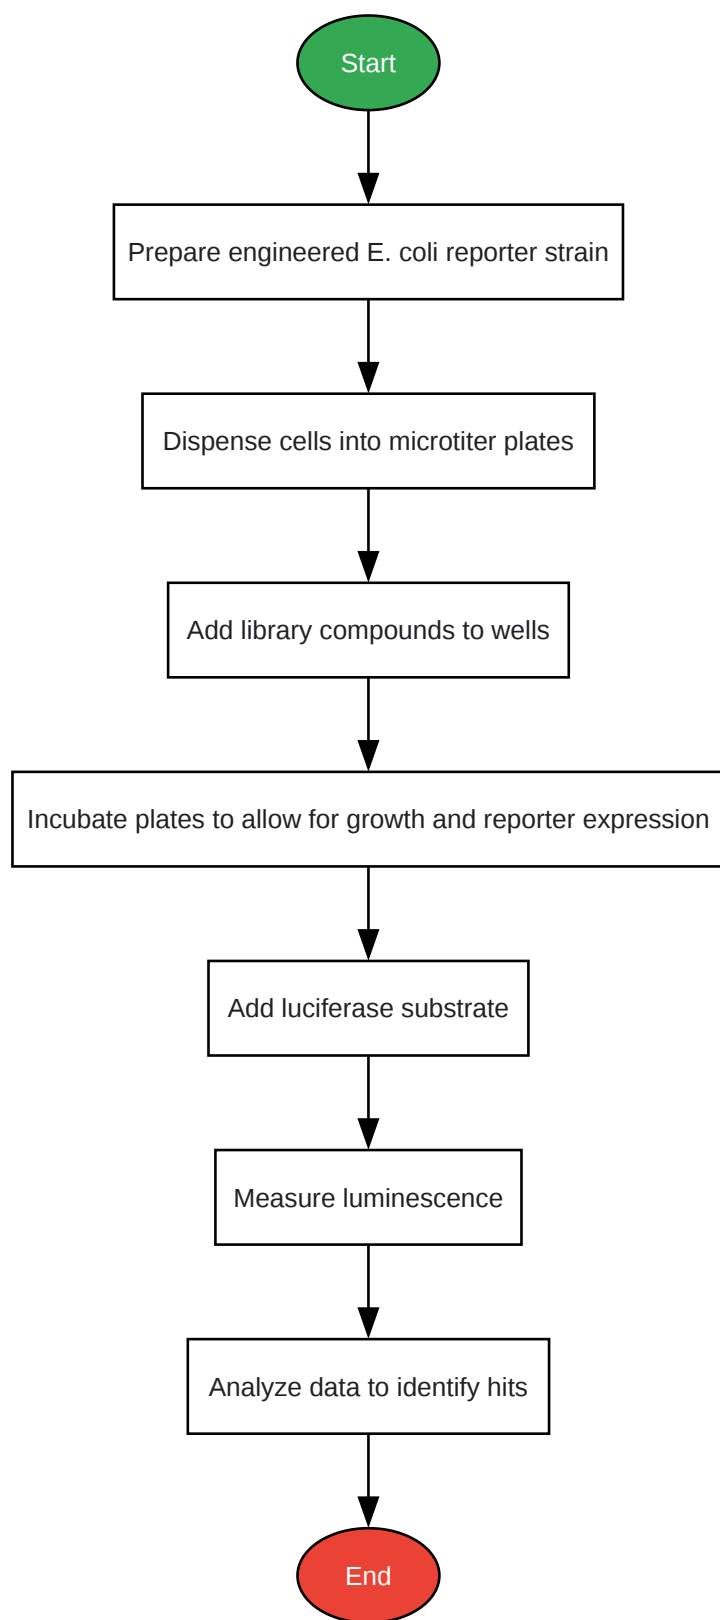 Start
Prepare engineered E. coli reporter strain
Dispense cells into microtiter plates
Add library compounds to wells
Incubate plates to allow for growth and reporter expression
Add luciferase substrate
Measure luminescence
Analyze data to identify hits
End